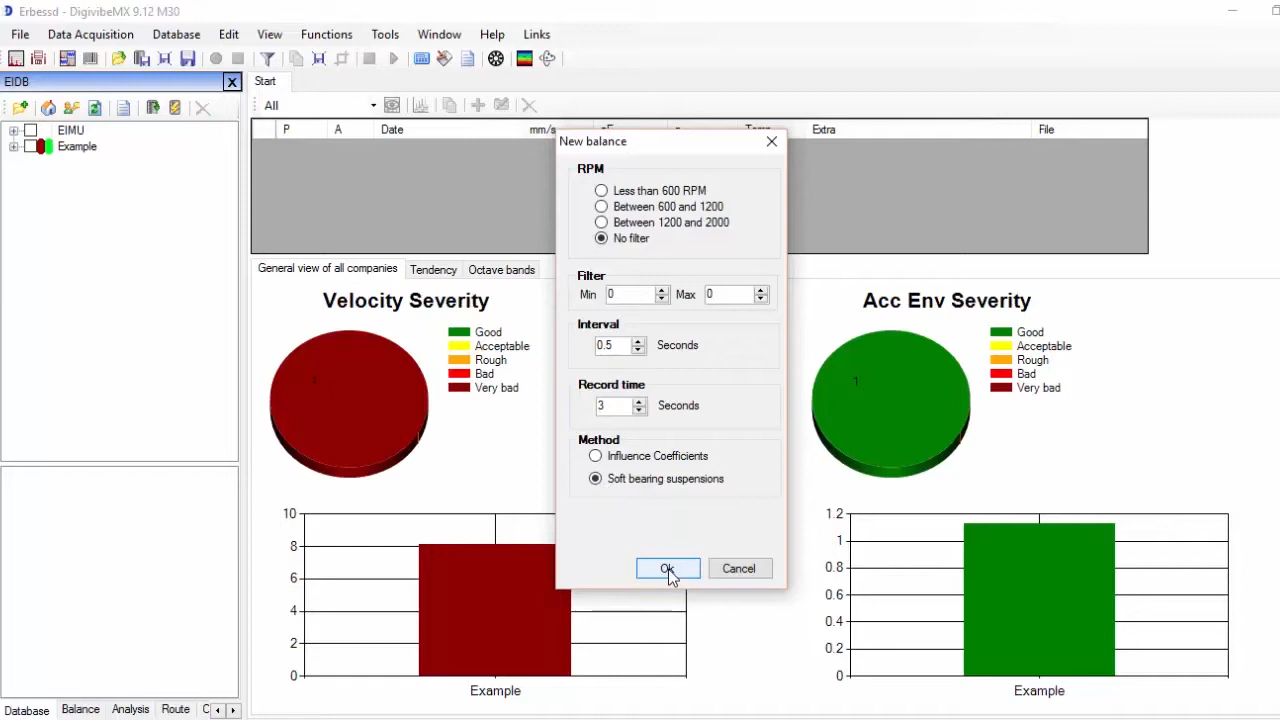 Erbessd - DigivibeMX 9.12 M30
File Data Acquisition Database Edit View Functions Tools Window Help Links
EIDB
Start
All
EIMU
Example
P A Date mm/s Extra File
New balance
RPM
Less than 600 RPM
Between 600 and 1200
Between 1200 and 2000
No filter
Filter
Min 0 Max 0
Interval
0.5 Seconds
Record time
3 Seconds
Method
Influence Coefficients
Soft bearing suspensions
Ok Cancel
General view of all companies Tendency Octave bands
Velocity Severity
Good
Acceptable
Rough
Bad
Very bad
1
10
8
6
4
2
0
Example
Acc Env Severity
Good
Acceptable
Rough
Bad
Very bad
1
1.2
1
0.8
0.6
0.4
0.2
0
Example
Database Balance Analysis Route